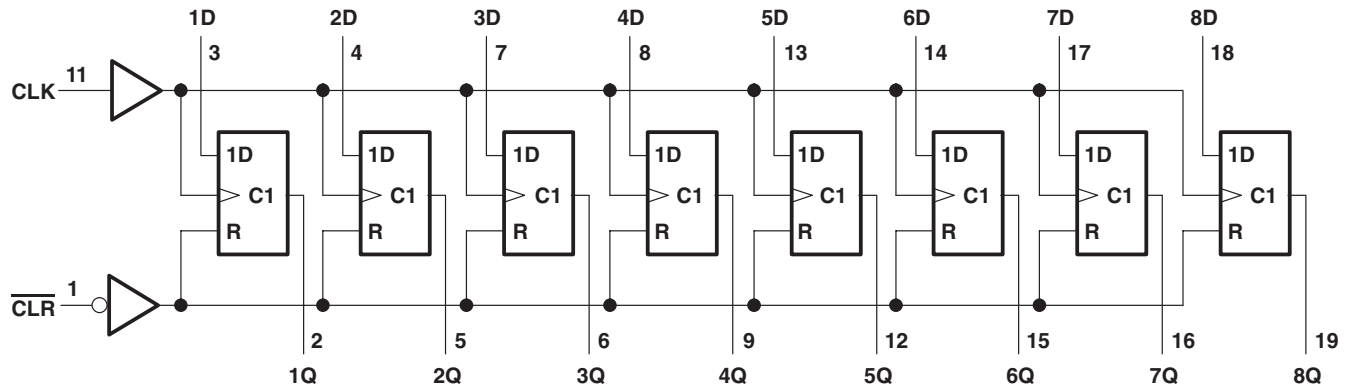 1D 2D 3D 4D 5D 6D 7D 8D
3 4 7 8 13 14 17 18
CLK 11
1D 1D 1D 1D 1D 1D 1D 1D
C1 C1 C1 C1 C1 C1 C1 C1
R R R R R R R R
CLR 1
2 5 6 9 12 15 16 19
1Q 2Q 3Q 4Q 5Q 6Q 7Q 8Q